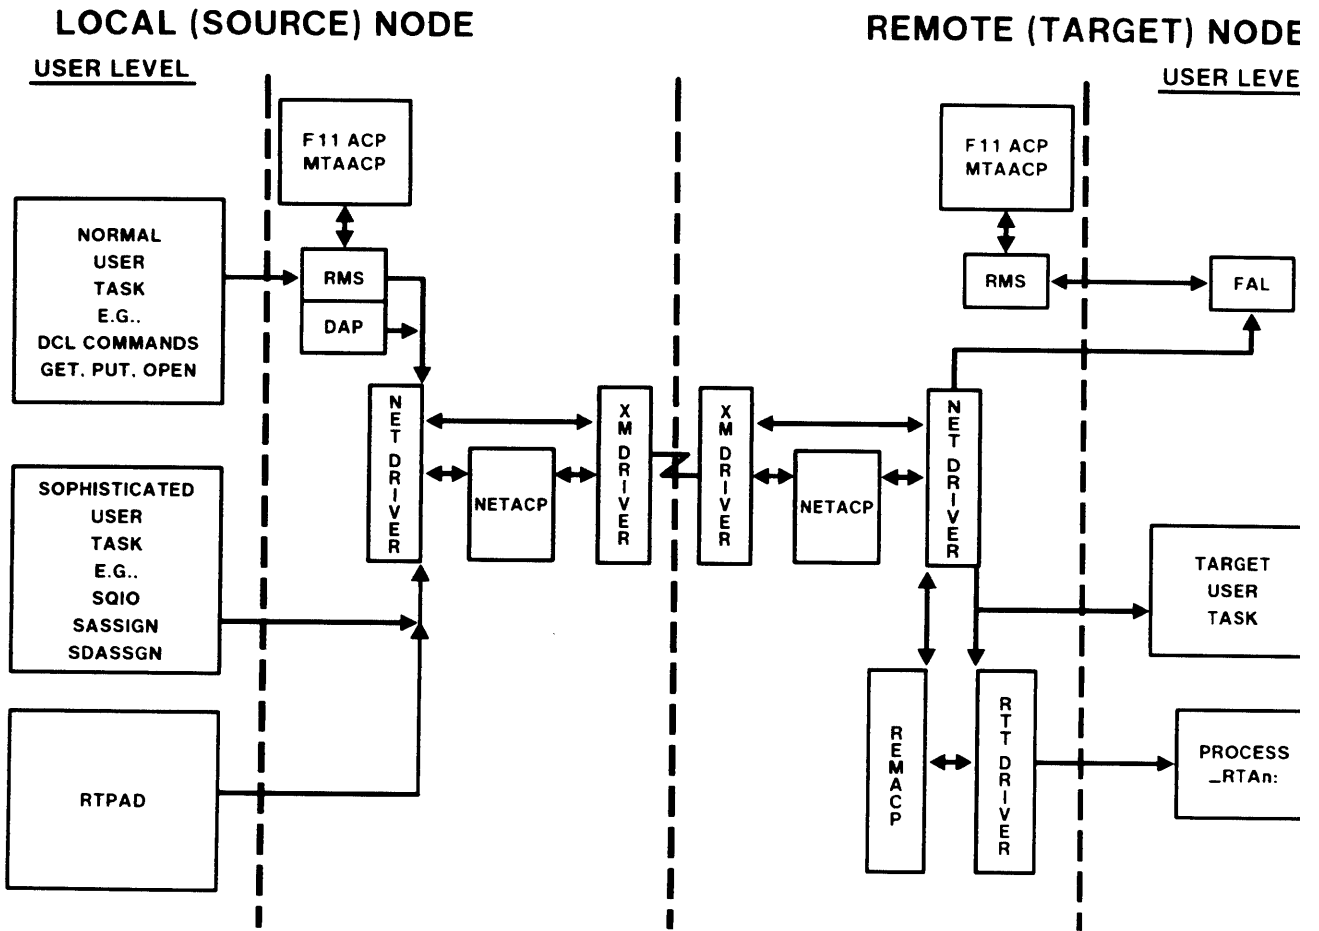 LOCAL (SOURCE) NODE
REMOTE (TARGET) NODE
USER LEVEL
USER LEVE
F11 ACP
MTAACP
F11 ACP
MTAACP
NORMAL
USER
TASK
E.G..
DCL COMMANDS
GET. PUT. OPEN
RMS
DAP
RMS
FAL
NET DRIVER
NETACP
XM DRIVER
XM DRIVER
NETACP
NET DRIVER
SOPHISTICATED
USER
TASK
E.G..
SQIO
SASSIGN
SDASSGN
TARGET
USER
TASK
RTPAD
REMACP
RTT DRIVER
PROCESS
_RTAn: